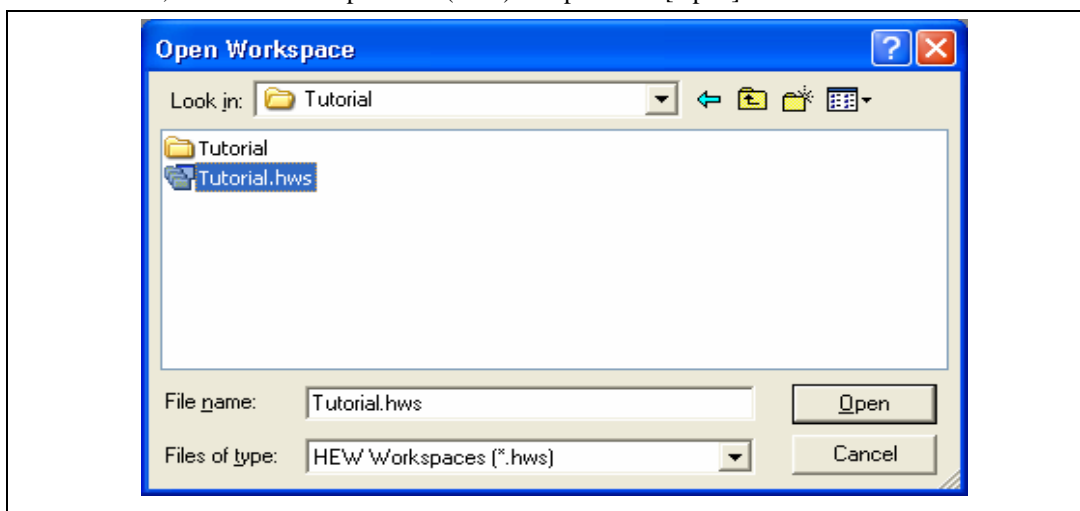 Open Workspace
Look in: Tutorial
Tutorial
Tutorial.hws
File name: Tutorial.hws
Open
Files of type: HEW Workspaces (*.hws)
Cancel